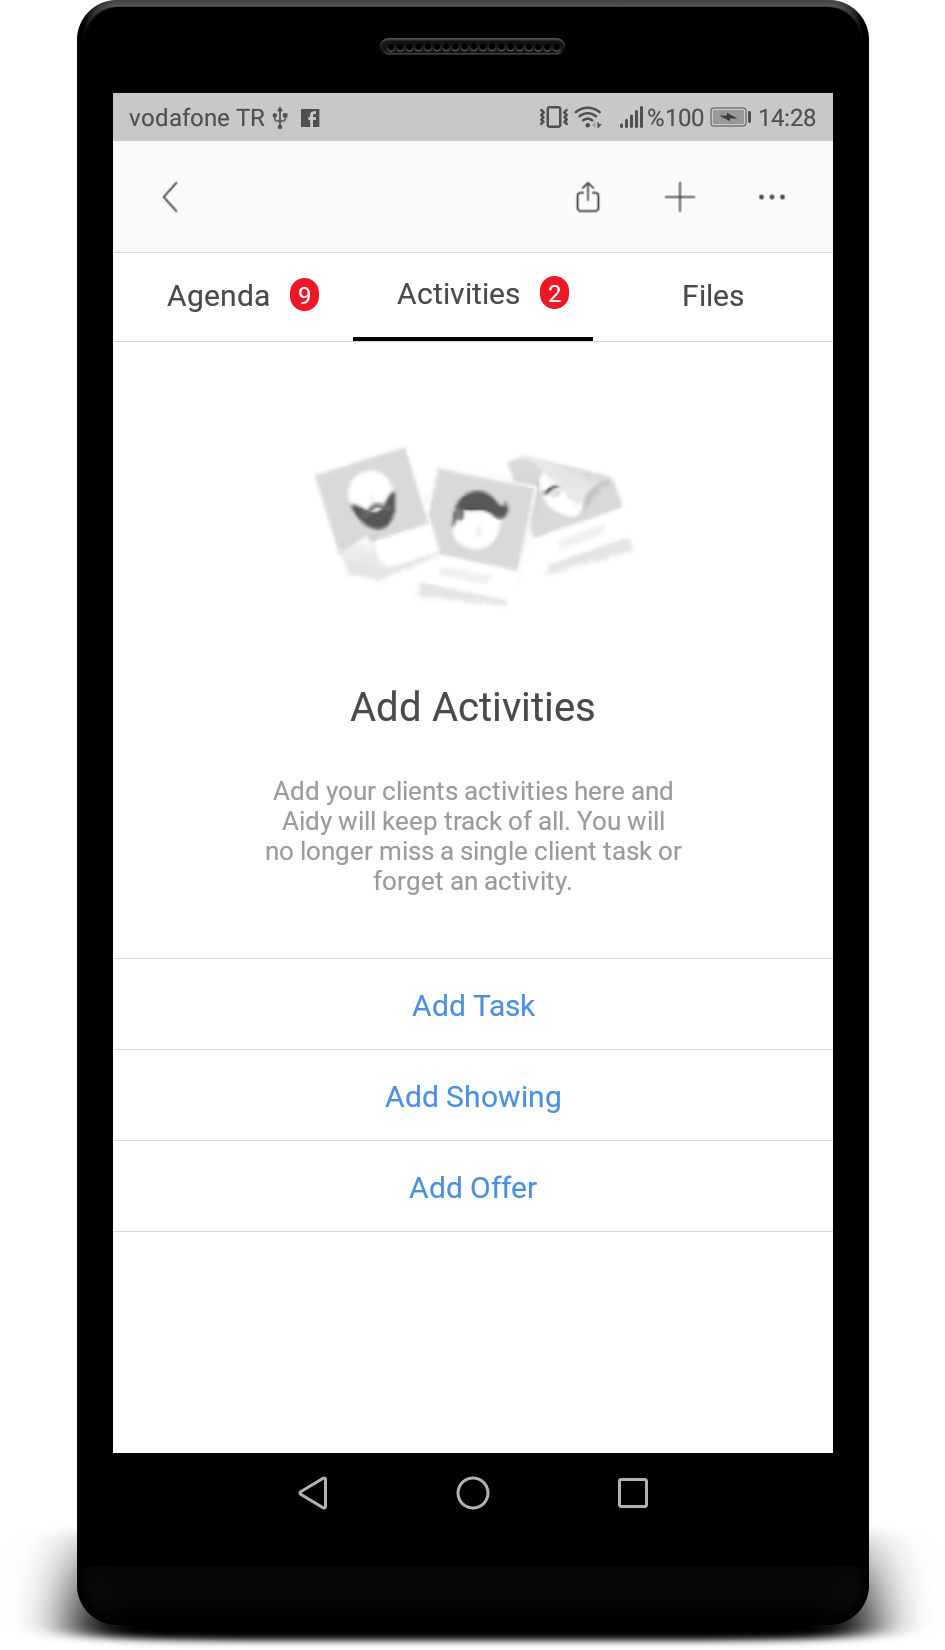 vodafone TR %100 14:28
Agenda 9 Activities 2 Files
Add Activities
Add your clients activities here and
Aidy will keep track of all. You will
no longer miss a single client task or
forget an activity.
Add Task
Add Showing
Add Offer